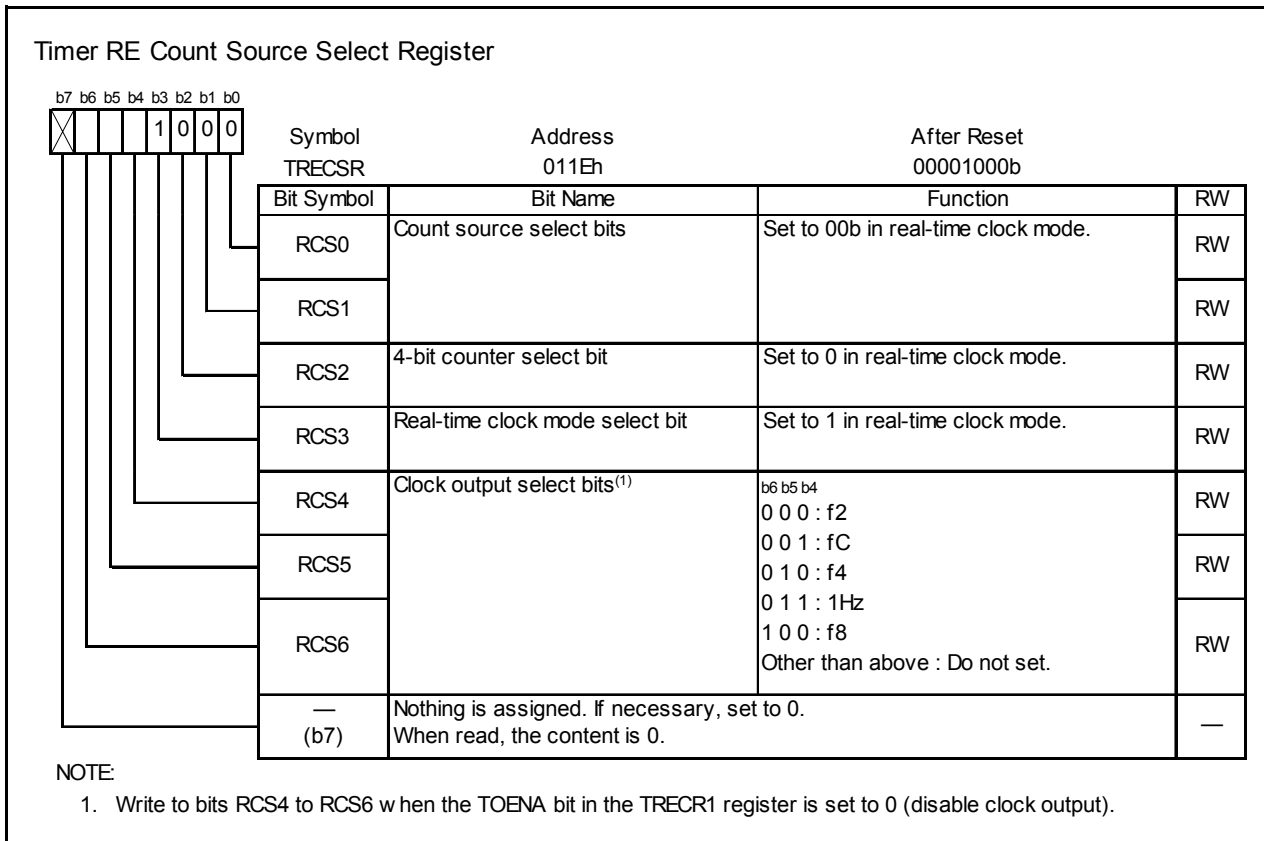 Timer RE Count Source Select Register
b7 b6 b5 b4 b3 b2 b1 b0
1 0 0 0
Symbol Address After Reset
TRECSR 011Eh 00001000b
Bit Symbol Bit Name Function RW
RCS0 Count source select bits Set to 00b in real-time clock mode. RW
RCS1 RW
RCS2 4-bit counter select bit Set to 0 in real-time clock mode. RW
RCS3 Real-time clock mode select bit Set to 1 in real-time clock mode. RW
RCS4 Clock output select bits(1) b6 b5 b4 RW
0 0 0 : f2
0 0 1 : fC
RCS5 RW
0 1 0 : f4
0 1 1 : 1Hz
1 0 0 : f8
RCS6 RW
Other than above : Do not set.
— Nothing is assigned. If necessary, set to 0. —
(b7) When read, the content is 0.
NOTE:
1. Write to bits RCS4 to RCS6 w hen the TOENA bit in the TRECR1 register is set to 0 (disable clock output).